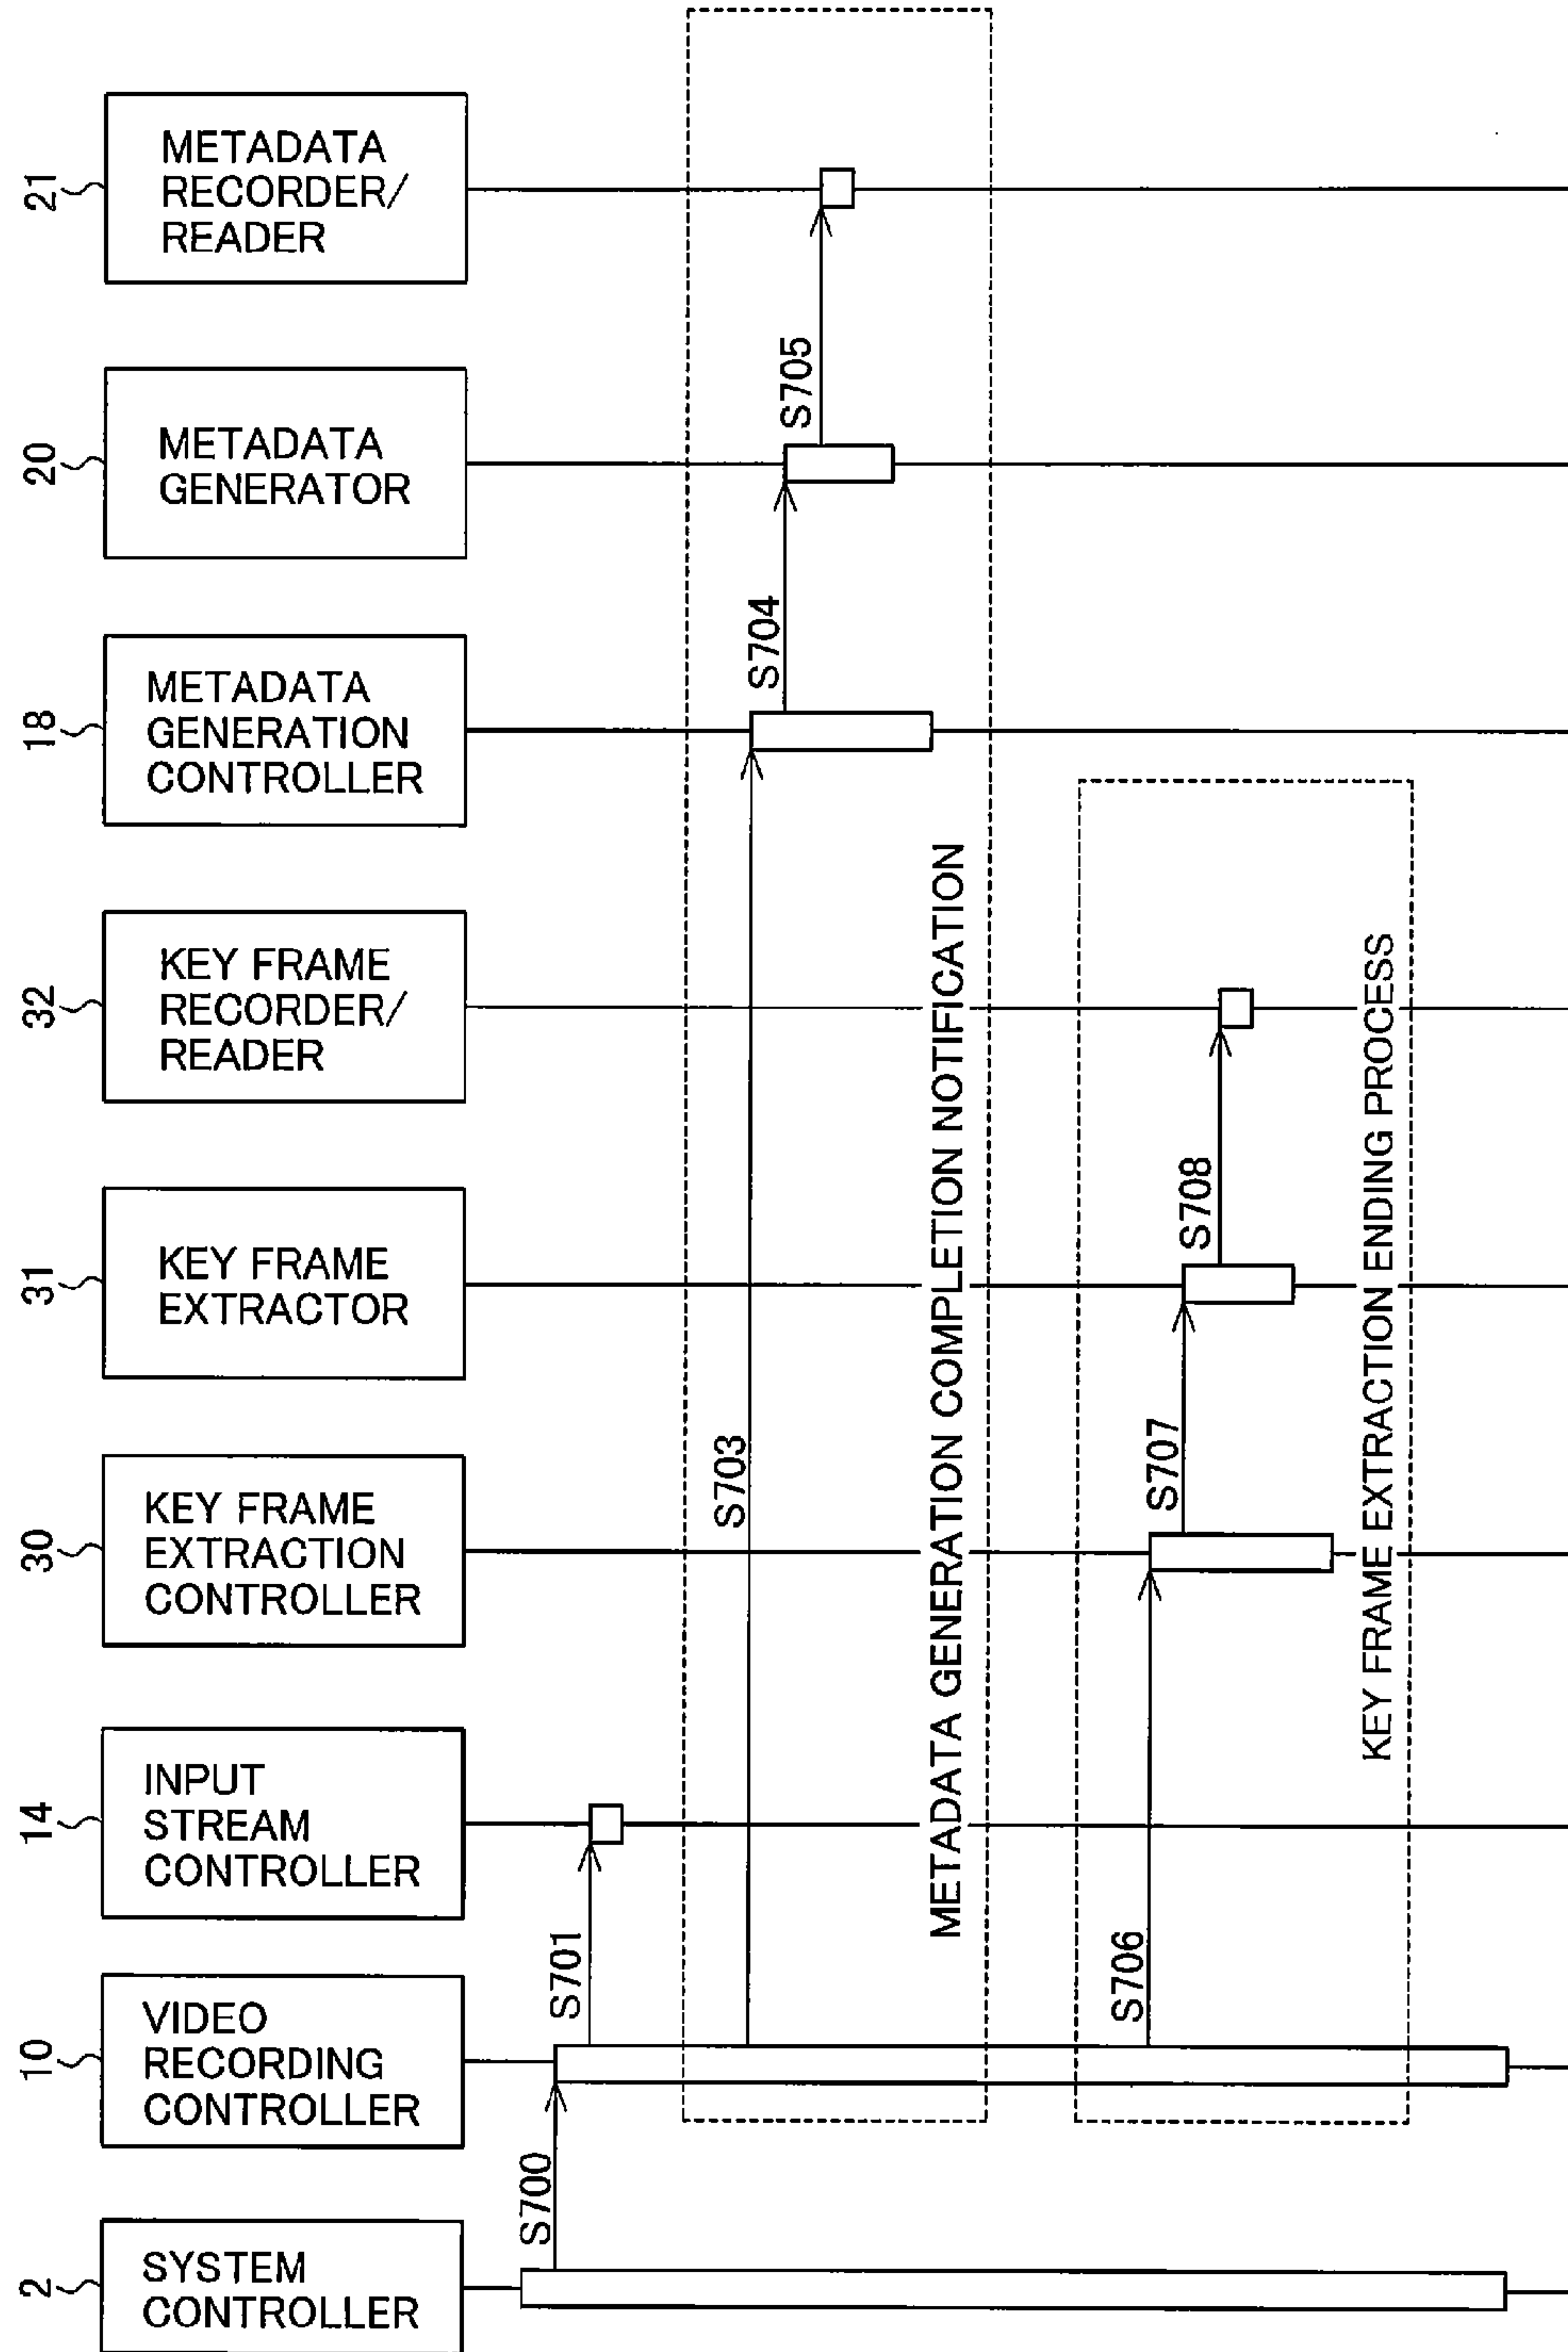 2
SYSTEM
CONTROLLER
10
VIDEO
RECORDING
CONTROLLER
14
INPUT
STREAM
CONTROLLER
30
KEY FRAME
EXTRACTION
CONTROLLER
31
KEY FRAME
EXTRACTOR
32
KEY FRAME
RECORDER/
READER
18
METADATA
GENERATION
CONTROLLER
20
METADATA
GENERATOR
21
METADATA
RECORDER/
READER
S700
S701
S703
S704
S705
METADATA GENERATION COMPLETION NOTIFICATION
S706
S707
S708
KEY FRAME EXTRACTION ENDING PROCESS